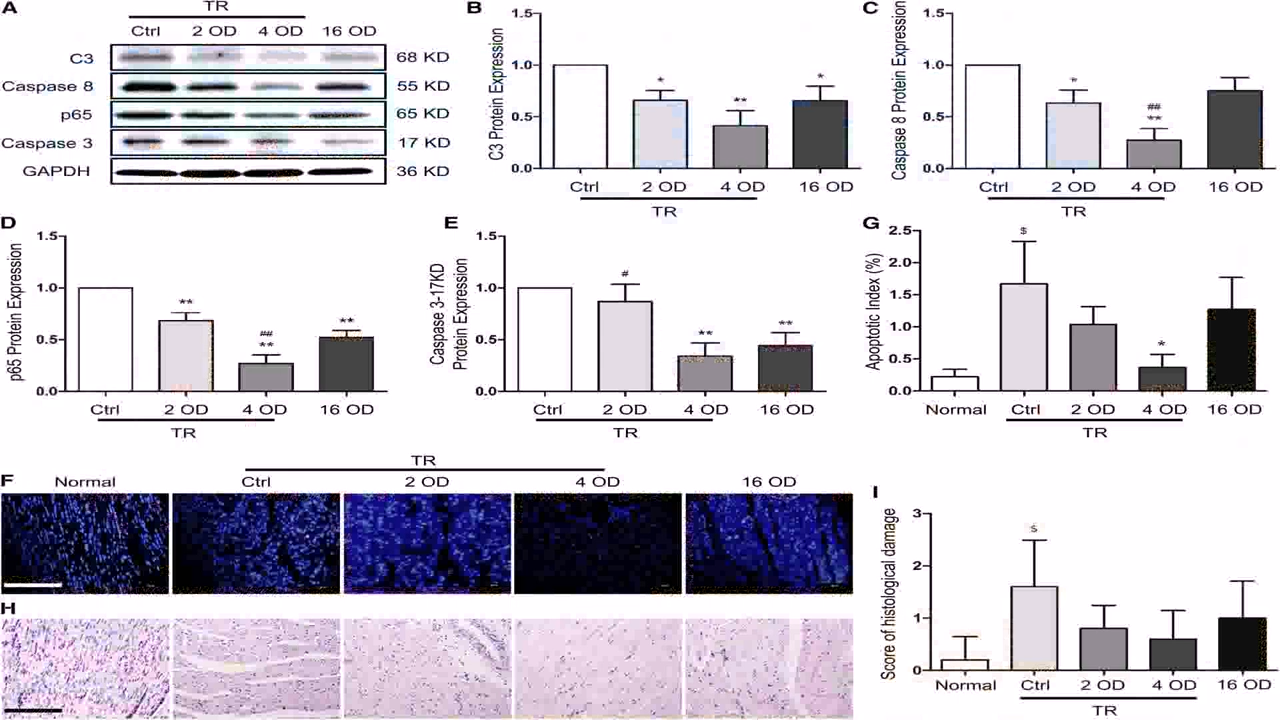 A
TR
Ctrl 2 OD 4 OD 16 OD
C3 68 KD
Caspase 8 55 KD
p65 65 KD
Caspase 3 17 KD
GAPDH 36 KD
B
C3 Protein Expression
1.5
1.0
0.5
0.0
*
**
*
Ctrl 2 OD 4 OD 16 OD
TR
C
Caspase 8 Protein Expression
1.5
1.0
0.5
0.0
*
##
**
Ctrl 2 OD 4 OD 16 OD
TR
D
p65 Protein Expression
1.5
1.0
0.5
0.0
**
##
**
**
Ctrl 2 OD 4 OD 16 OD
TR
E
Caspase 3-17KD
Protein Expression
1.5
1.0
0.5
0.0
#
**
**
Ctrl 2 OD 4 OD 16 OD
TR
G
Apoptotic Index (%)
2.5
2.0
1.5
1.0
0.5
0.0
$
*
Normal Ctrl 2 OD 4 OD 16 OD
TR
F
TR
Normal Ctrl 2 OD 4 OD 16 OD
H
I
Score of histological damage
3
2
1
0
$
Normal Ctrl 2 OD 4 OD 16 OD
TR